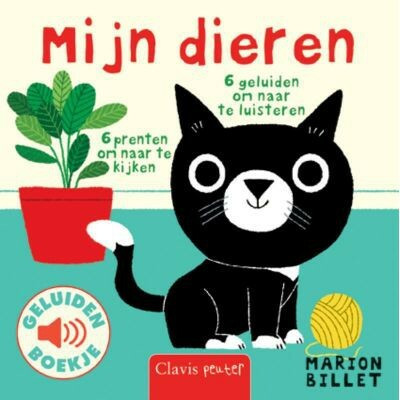 Mijn dieren
6 geluiden
om naar
te luisteren
6 prenten
om naar te
kijken
GELUIDEN
BOEKJE
Clavis peuter
MARION
BILLET